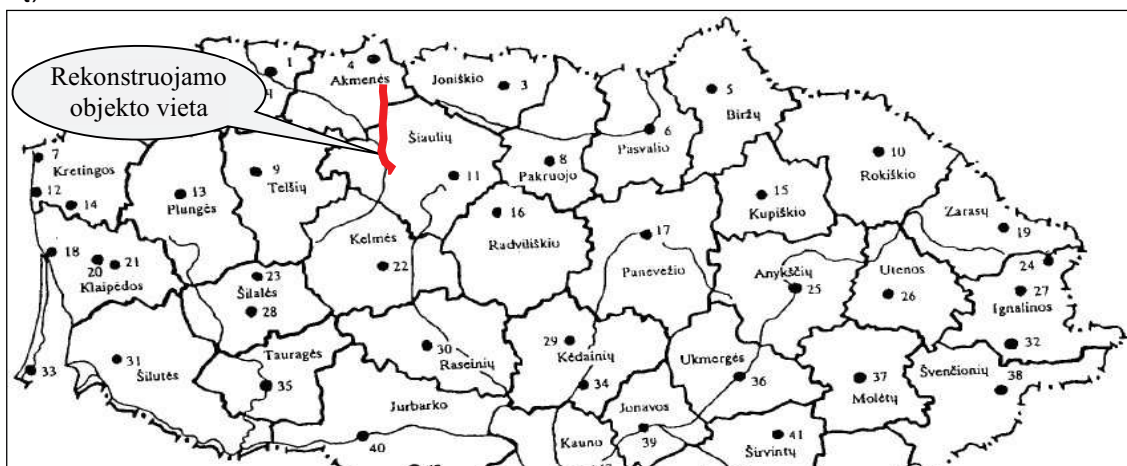 Rekonstruojamo
objekto vieta
1
4
Akmenės
Joniškio
3
5
Biržų
6
Pasvalio
7
Kretingos
9
Telšių
Šiaulių
11
8
Pakruojo
10
Rokiškio
12
14
13
Plungės
16
Radviliškio
15
Kupiškio
Zarasų
19
18
20
21
Klaipėdos
Kelmės
22
17
Panevėžio
Anykščių
25
Utenos
26
24
27
Ignalinos
23
Šilalės
28
31
Šilutės
33
Tauragės
35
30
Raseinių
29
Kėdainių
34
Ukmergės
36
37
Molėtų
32
Švenčionių
38
Jurbarko
40
Jonavos
39
Kauno
41
Širvintų